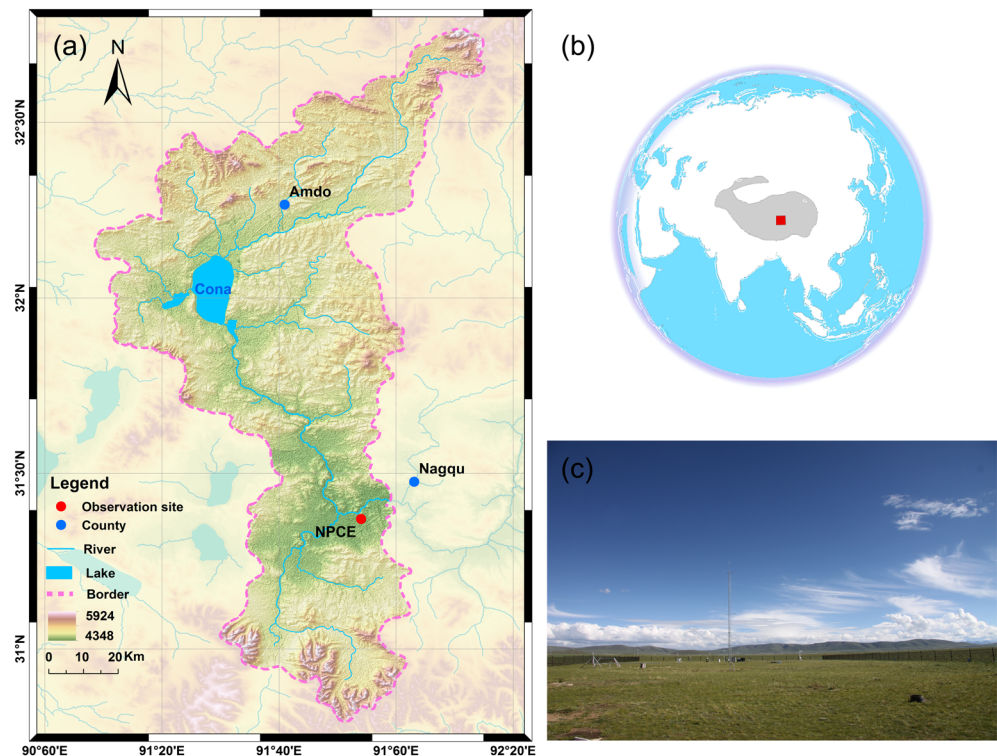 (a)
N
32°30'N
32°N
31°30'N
31°N
Amdo
Cona
Nagqu
NPCE
Legend
Observation site
County
River
Lake
Border
5924
4348
0 10 20 Km
90°60'E 91°20'E 91°40'E 91°60'E 92°20'E
(b)
(c)